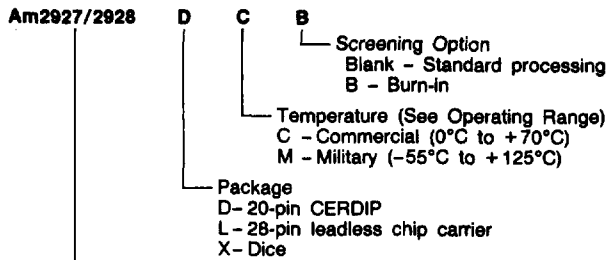 Am2927/2928 D C B
Screening Option
Blank – Standard processing
B – Burn-in
Temperature (See Operating Range)
C – Commercial (0°C to +70°C)
M – Military (–55°C to +125°C)
Package
D– 20-pin CERDIP
L – 28-pin leadless chip carrier
X– Dice